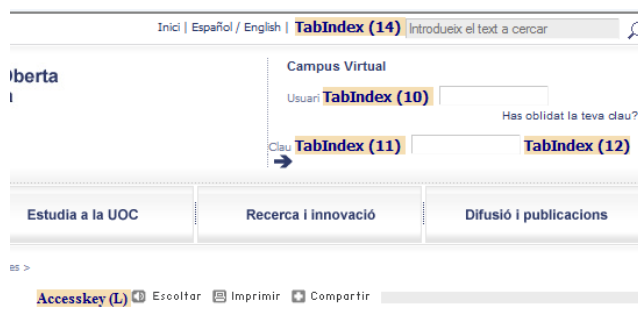 Inici | Español / English | TabIndex (14) Introdueix el text a cercar
Oberta
Campus Virtual
Usuari TabIndex (10)
Has oblidat la teva clau?
Clau TabIndex (11) TabIndex (12)
Estudia a la UOC Recerca i innovació Difusió i publicacions
es >
Accesskey (L) Escoltar Imprimir Compartir